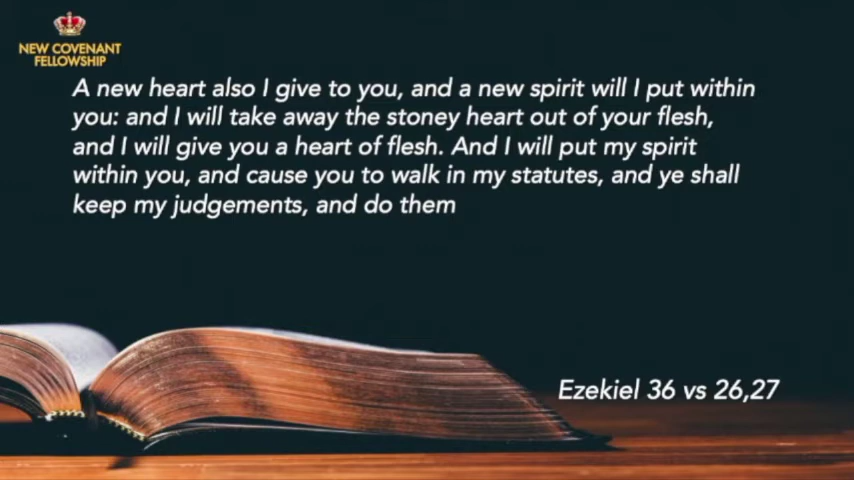 NEW COVENANT
FELLOWSHIP
A new heart also I give to you, and a new spirit will I put within
you: and I will take away the stoney heart out of your flesh,
and I will give you a heart of flesh. And I will put my spirit
within you, and cause you to walk in my statutes, and ye shall
keep my judgements, and do them
Ezekiel 36 vs 26,27